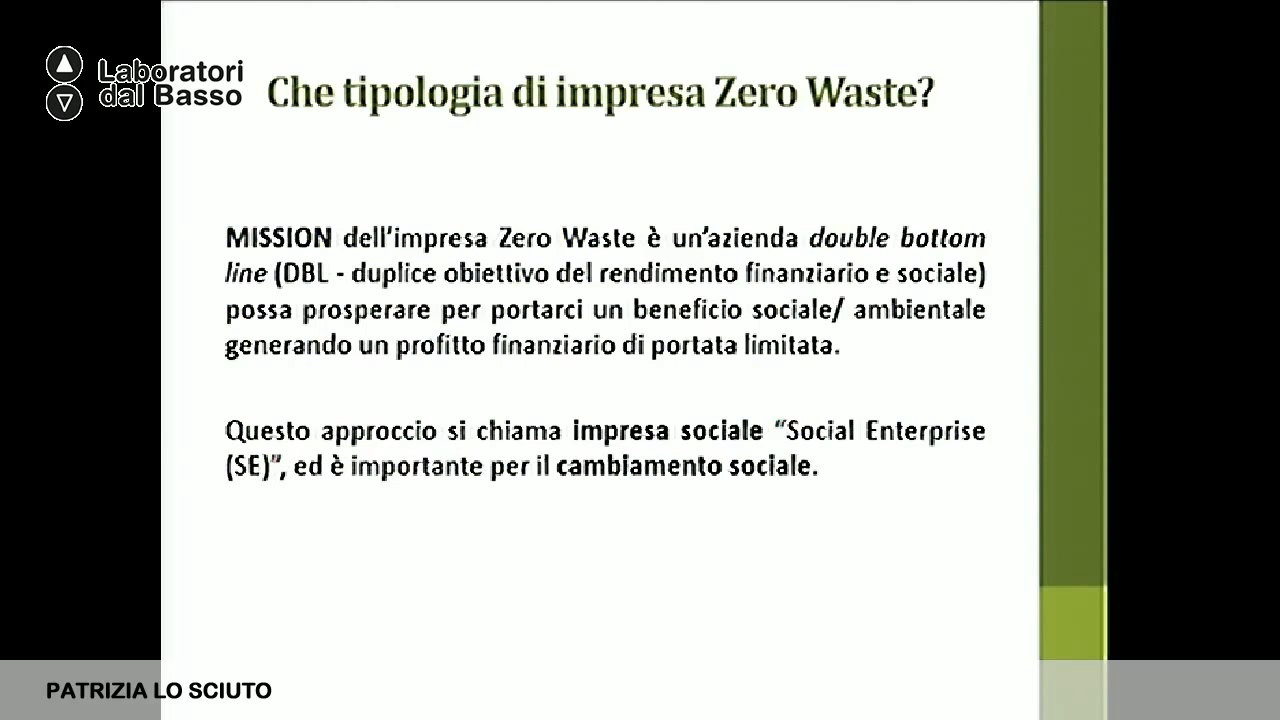 Laboratori
dal Basso
Che tipologia di impresa Zero Waste?
MISSION dell'impresa Zero Waste è un'azienda double bottom
line (DBL - duplice obiettivo del rendimento finanziario e sociale)
possa prosperare per portarci un beneficio sociale/ ambientale
generando un profitto finanziario di portata limitata.
Questo approccio si chiama impresa sociale “Social Enterprise
(SE)”, ed è importante per il cambiamento sociale.
PATRIZIA LO SCIUTO